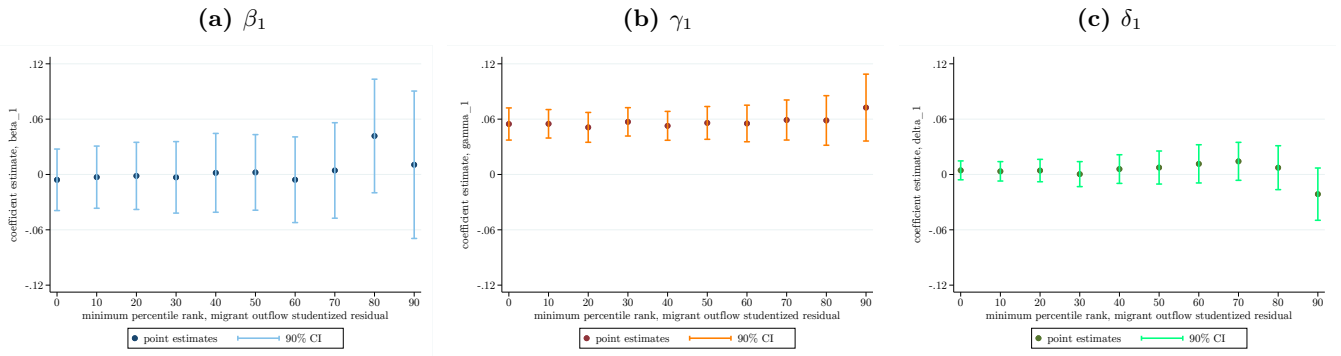 (a) β₁
coefficient estimate, beta_1
.12
.06
0
-.06
-.12
0 10 20 30 40 50 60 70 80 90
minimum percentile rank, migrant outflow studentized residual
point estimates 90% CI
(b) γ₁
coefficient estimate, gamma_1
.12
.06
0
-.06
-.12
0 10 20 30 40 50 60 70 80 90
minimum percentile rank, migrant outflow studentized residual
point estimates 90% CI
(c) δ₁
coefficient estimate, delta_1
.12
.06
0
-.06
-.12
0 10 20 30 40 50 60 70 80 90
minimum percentile rank, migrant outflow studentized residual
point estimates 90% CI